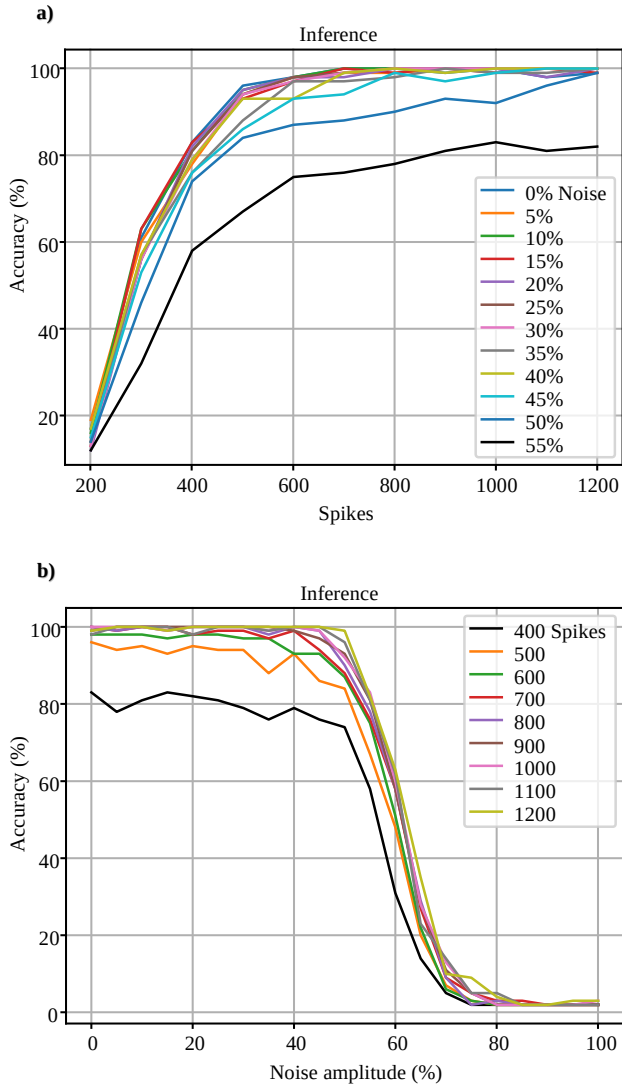 a)
Inference
Accuracy (%)
100
80
60
40
20
0% Noise
5%
10%
15%
20%
25%
30%
35%
40%
45%
50%
55%
200 400 600 800 1000 1200
Spikes
b)
Inference
Accuracy (%)
100
80
60
40
20
0
400 Spikes
500
600
700
800
900
1000
1100
1200
0 20 40 60 80 100
Noise amplitude (%)